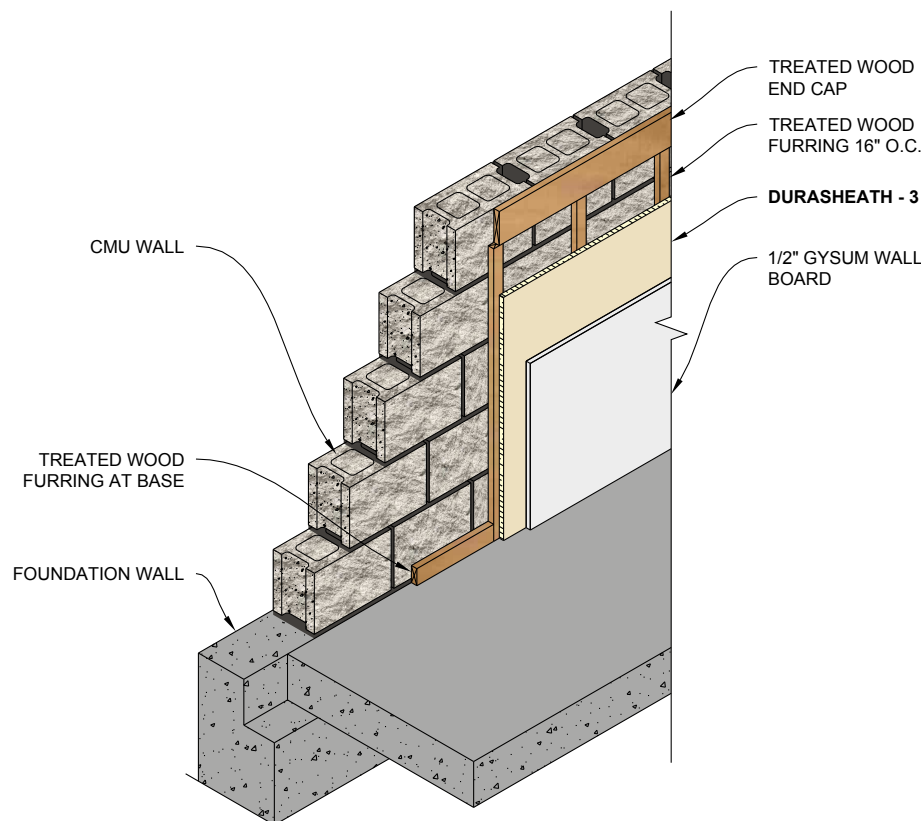 TREATED WOOD
END CAP
TREATED WOOD
FURRING 16" O.C.
DURASHEATH - 3
CMU WALL
1/2" GYSUM WALL
BOARD
TREATED WOOD
FURRING AT BASE
FOUNDATION WALL